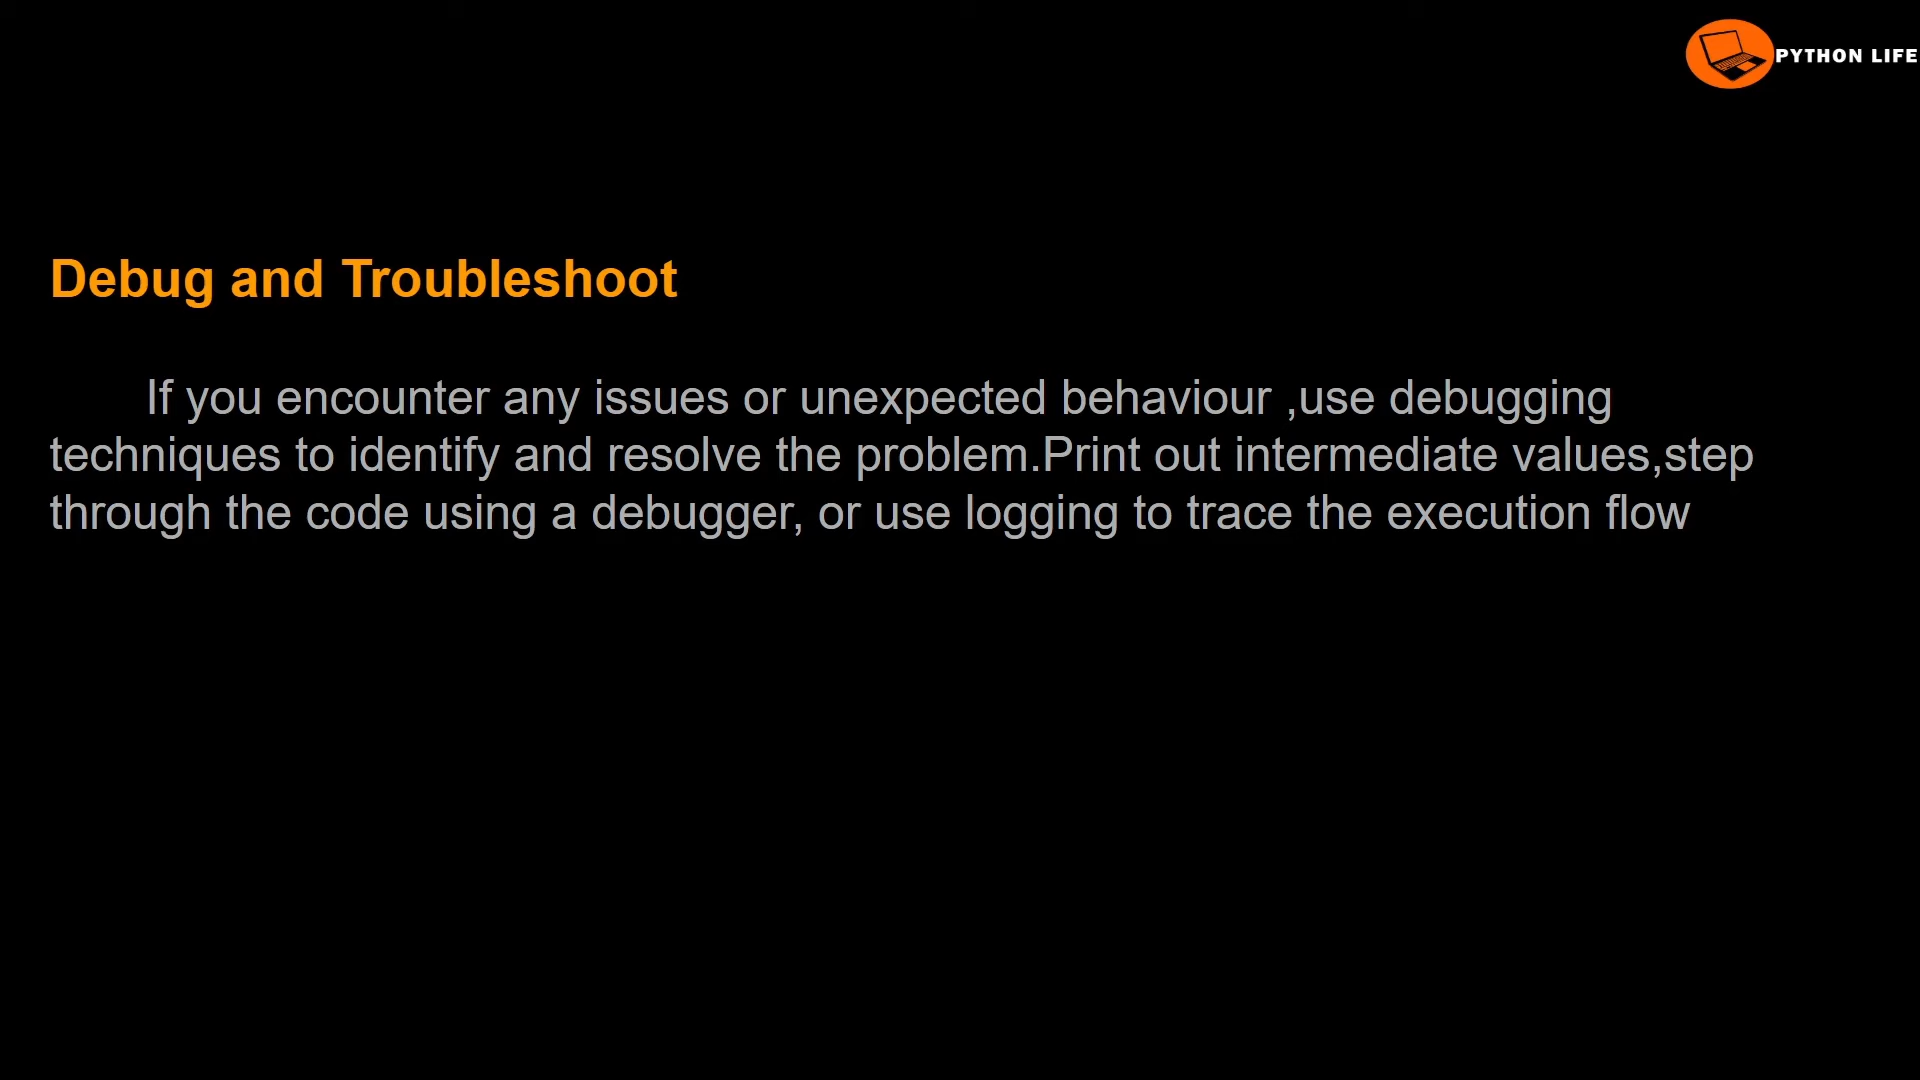 PYTHON LIFE
Debug and Troubleshoot
If you encounter any issues or unexpected behaviour ,use debugging
techniques to identify and resolve the problem.Print out intermediate values,step
through the code using a debugger, or use logging to trace the execution flow